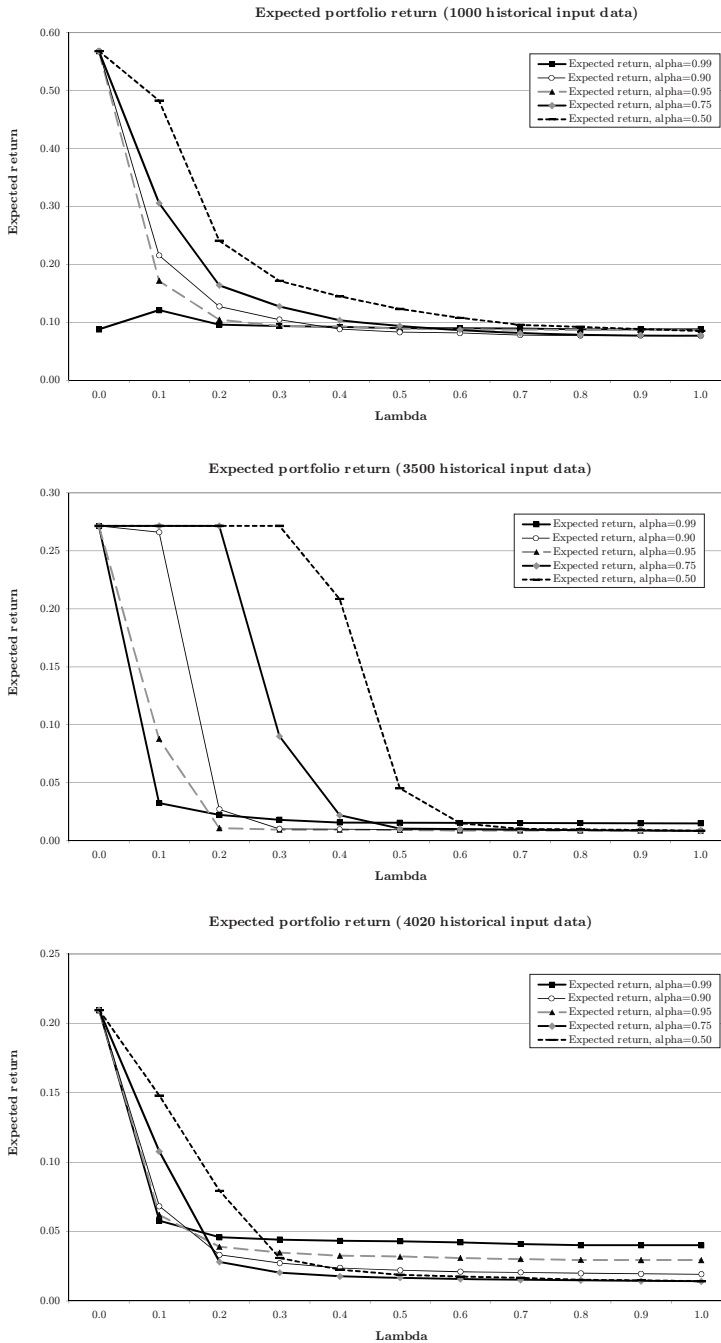 Expected portfolio return (1000 historical input data)
0.60
0.50
0.40
0.30
0.20
0.10
0.00
Expected return
Expected return, alpha=0.99
Expected return, alpha=0.90
Expected return, alpha=0.95
Expected return, alpha=0.75
Expected return, alpha=0.50
0.0 0.1 0.2 0.3 0.4 0.5 0.6 0.7 0.8 0.9 1.0
Lambda
Expected portfolio return (3500 historical input data)
0.30
0.25
0.20
0.15
0.10
0.05
0.00
Expected return
Expected return, alpha=0.99
Expected return, alpha=0.90
Expected return, alpha=0.95
Expected return, alpha=0.75
Expected return, alpha=0.50
0.0 0.1 0.2 0.3 0.4 0.5 0.6 0.7 0.8 0.9 1.0
Lambda
Expected portfolio return (4020 historical input data)
0.25
0.20
0.15
0.10
0.05
0.00
Expected return
Expected return, alpha=0.99
Expected return, alpha=0.90
Expected return, alpha=0.95
Expected return, alpha=0.75
Expected return, alpha=0.50
0.0 0.1 0.2 0.3 0.4 0.5 0.6 0.7 0.8 0.9 1.0
Lambda